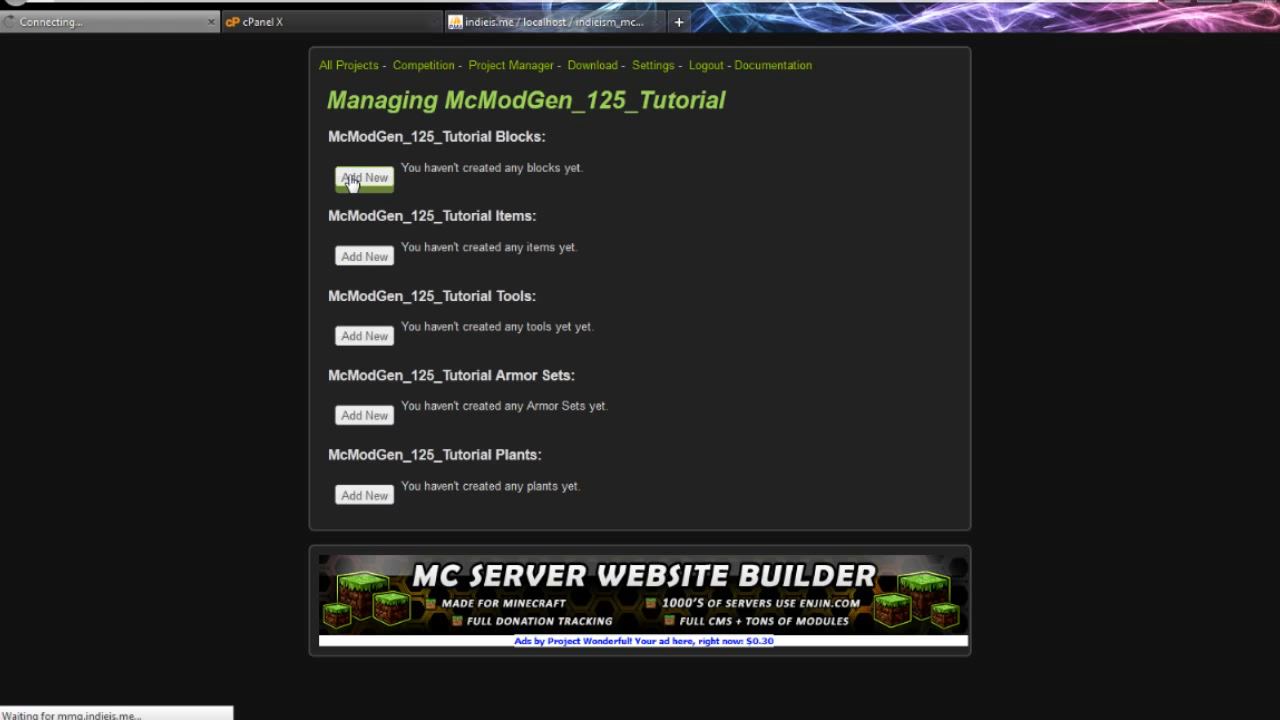 Connecting...
cPanel X
indieis.me / localhost / indieism_mc...
All Projects - Competition - Project Manager - Download - Settings - Logout - Documentation
Managing McModGen_125_Tutorial
McModGen_125_Tutorial Blocks:
Add New
You haven't created any blocks yet.
McModGen_125_Tutorial Items:
Add New
You haven't created any items yet.
McModGen_125_Tutorial Tools:
Add New
You haven't created any tools yet yet.
McModGen_125_Tutorial Armor Sets:
Add New
You haven't created any Armor Sets yet.
McModGen_125_Tutorial Plants:
Add New
You haven't created any plants yet.
MC SERVER WEBSITE BUILDER
MADE FOR MINECRAFT
1000'S OF SERVERS USE ENJIN.COM
FULL DONATION TRACKING
FULL CMS + TONS OF MODULES
Ads by Project Wonderful! Your ad here, right now: $0.30
Waiting for mmg.indieis.me...